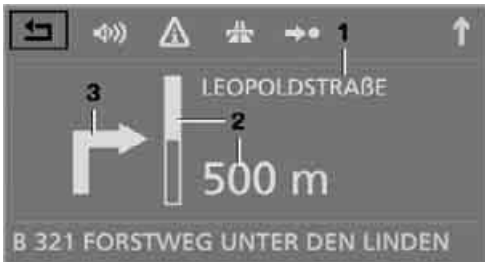 1
LEOPOLDSTRAßE
3
2
500 m
B 321 FORSTWEG UNTER DEN LINDEN